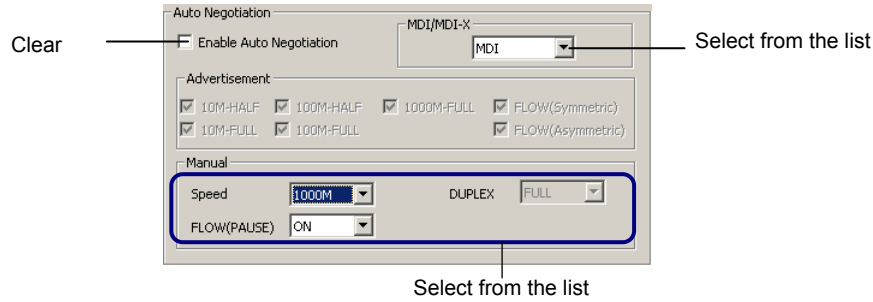 Auto Negotiation
Clear
Enable Auto Negotiation
MDI/MDI-X
MDI
Select from the list
Advertisement
10M-HALF 100M-HALF 1000M-FULL FLOW(Symmetric)
10M-FULL 100M-FULL FLOW(Asymmetric)
Manual
Speed 1000M DUPLEX FULL
FLOW(PAUSE) ON
Select from the list